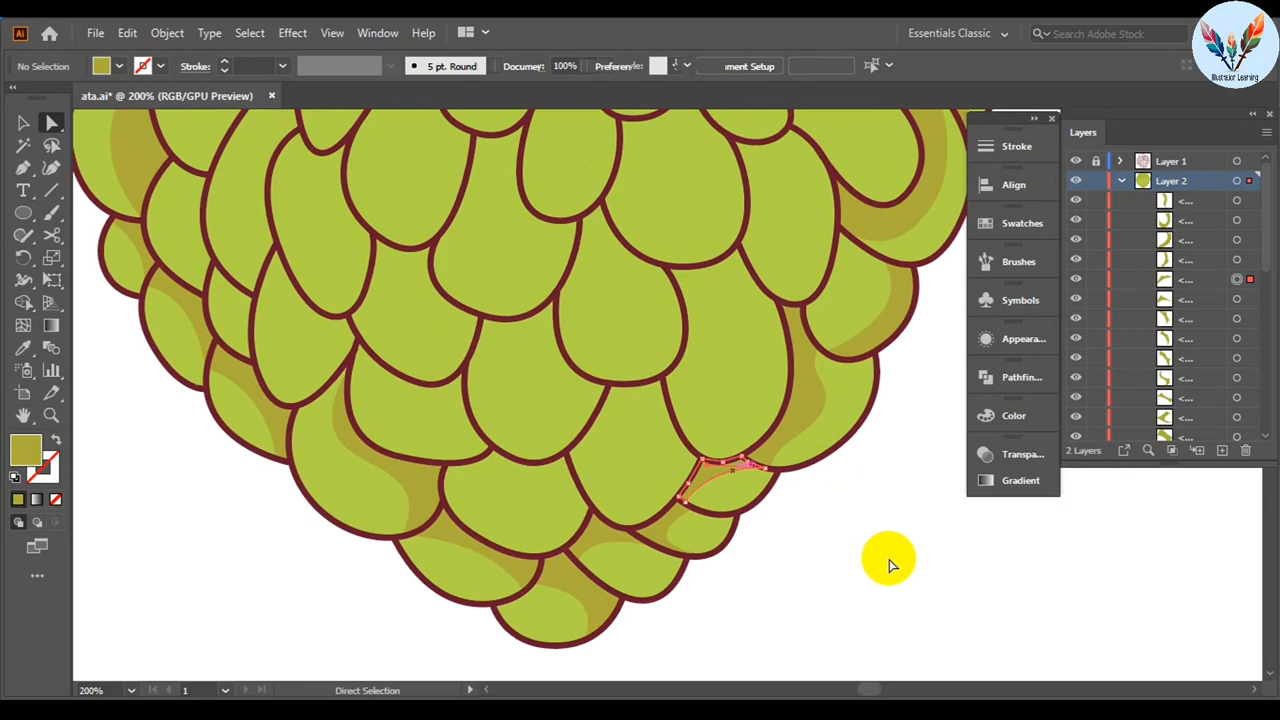 Ai File Edit Object Type Select Effect View Window Help Essentials Classic Search Adobe Stock
Illustrator Learning
No Selection Stroke: 5 pt. Round Documey: 100% Preferenyle: ment Setup
ata.ai* @ 200% (RGB/GPU Preview)
Layers
Stroke
Layer 1
Align
Layer 2
<...
Swatches
<...
<...
Brushes
<...
<...
Symbols
<...
<...
Appeara...
<...
<...
Pathfin...
<...
<...
Color
<...
<...
Transpa...
2 Layers
Gradient
200% 1 Direct Selection